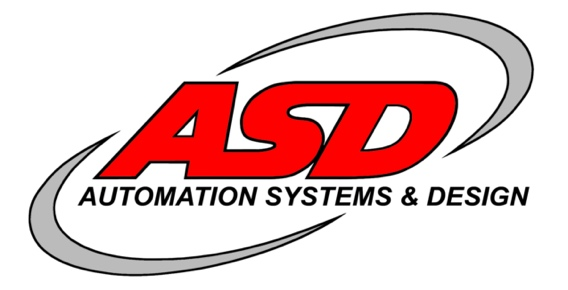 ASD
AUTOMATION SYSTEMS & DESIGN